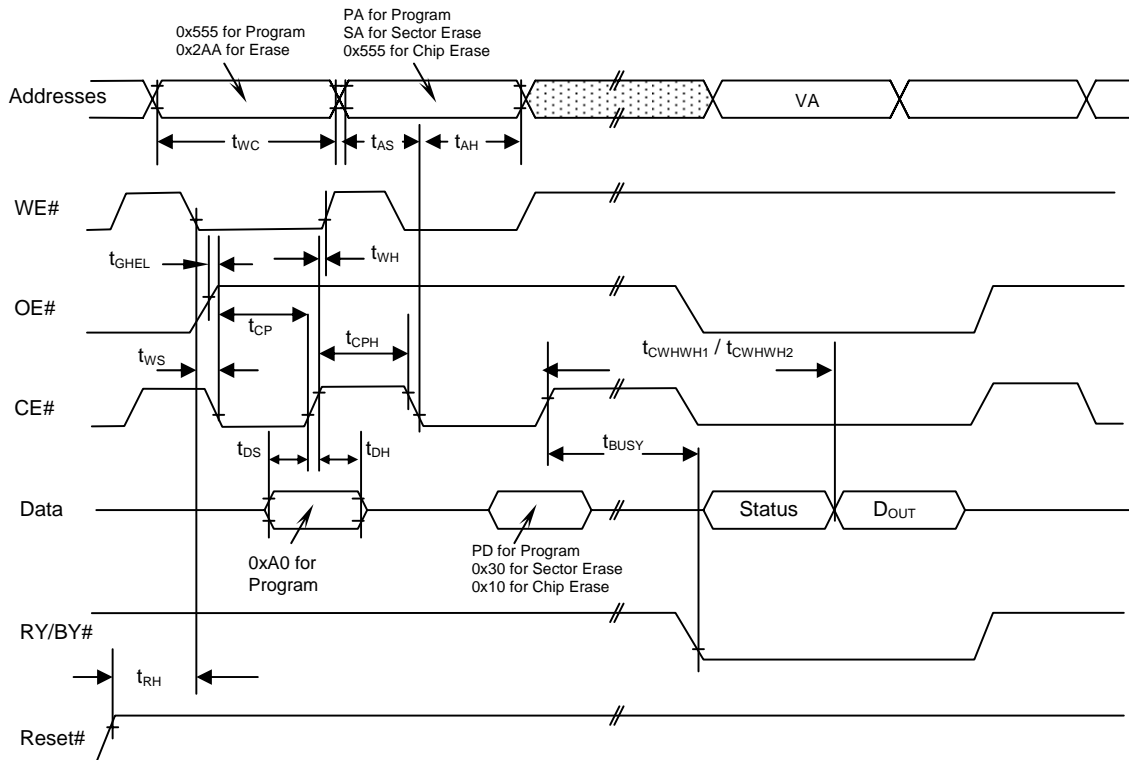 0x555 for Program
0x2AA for Erase
PA for Program
SA for Sector Erase
0x555 for Chip Erase
Addresses
VA
tWC
tAS
tAH
WE#
tGHEL
tWH
OE#
tCP
tCPH
tWS
tCWHWH1 / tCWHWH2
CE#
tDS
tDH
tBUSY
Data
Status
DOUT
0xA0 for
Program
PD for Program
0x30 for Sector Erase
0x10 for Chip Erase
RY/BY#
tRH
Reset#